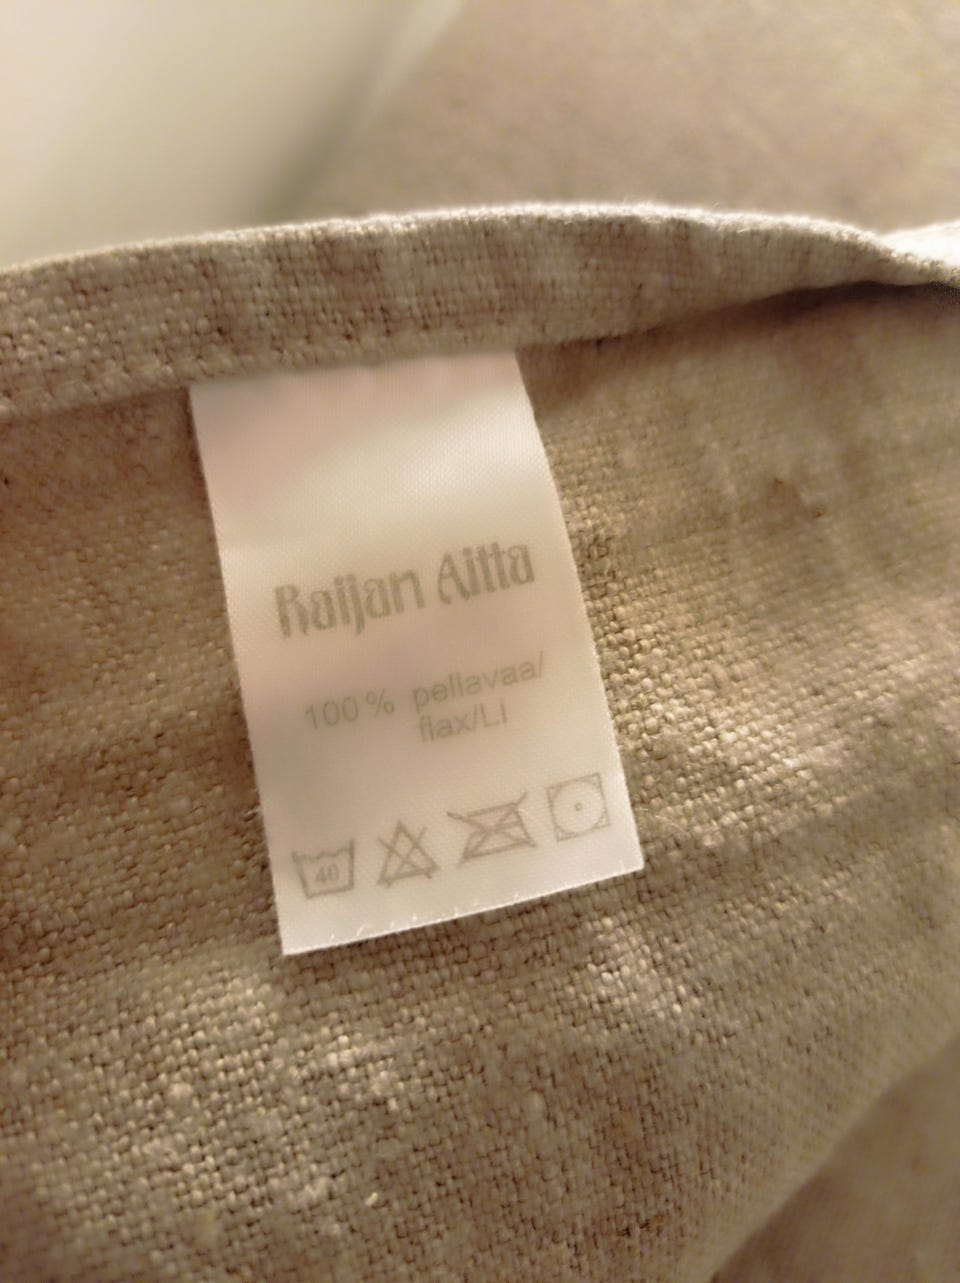 Raijan Aitta
100% pellavaa/
flax/LI
40